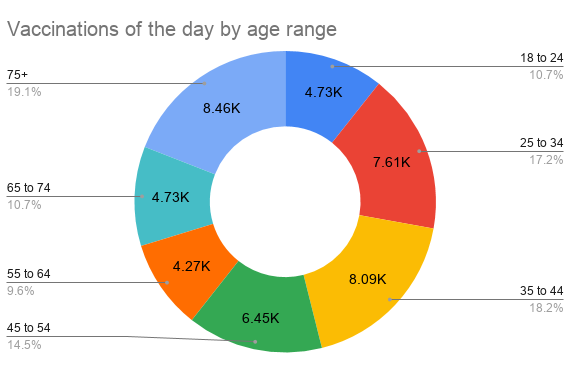 Vaccinations of the day by age range
18 to 24
10.7%
25 to 34
17.2%
35 to 44
18.2%
45 to 54
14.5%
55 to 64
9.6%
65 to 74
10.7%
75+
19.1%
4.73K
7.61K
8.09K
6.45K
4.27K
4.73K
8.46K